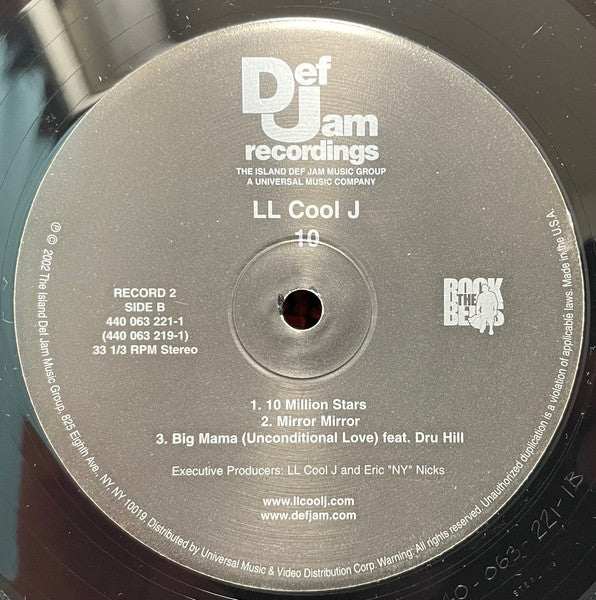 Def
Jam
recordings
THE ISLAND DEF JAM MUSIC GROUP
A UNIVERSAL MUSIC COMPANY
LL Cool J
10
RECORD 2
SIDE B
440 063 221-1
(440 063 219-1)
33 1/3 RPM Stereo
ROCK
THE
BELLS
1. 10 Million Stars
2. Mirror Mirror
3. Big Mama (Unconditional Love) feat. Dru Hill
Executive Producers: LL Cool J and Eric "NY" Nicks
www.llcoolj.com
www.defjam.com
℗ © 2002 The Island Def Jam Music Group, 825 Eighth Ave., NY, NY 10019. Distributed by Universal Music & Video Distribution Corp. Warning: All rights reserved. Unauthorized duplication is a violation of applicable laws. Made in the U.S.A.
0-063 221-1B